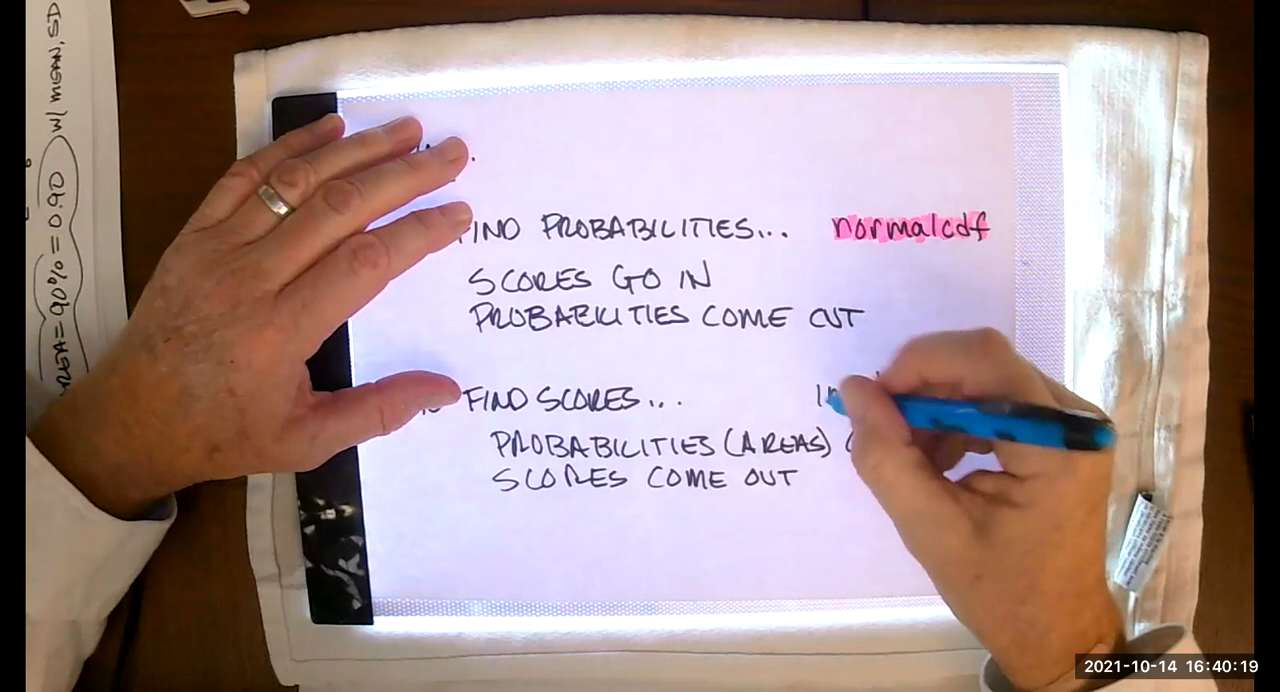 FIND PROBABILITIES... normalcdf
SCORES GO IN
PROBABILITIES COME OUT
FIND SCORES...
PROBABILITIES (AREAS)
SCORES COME OUT
AREA = 90% = 0.90 w/ MEAN, SD
2021-10-14 16:40:19